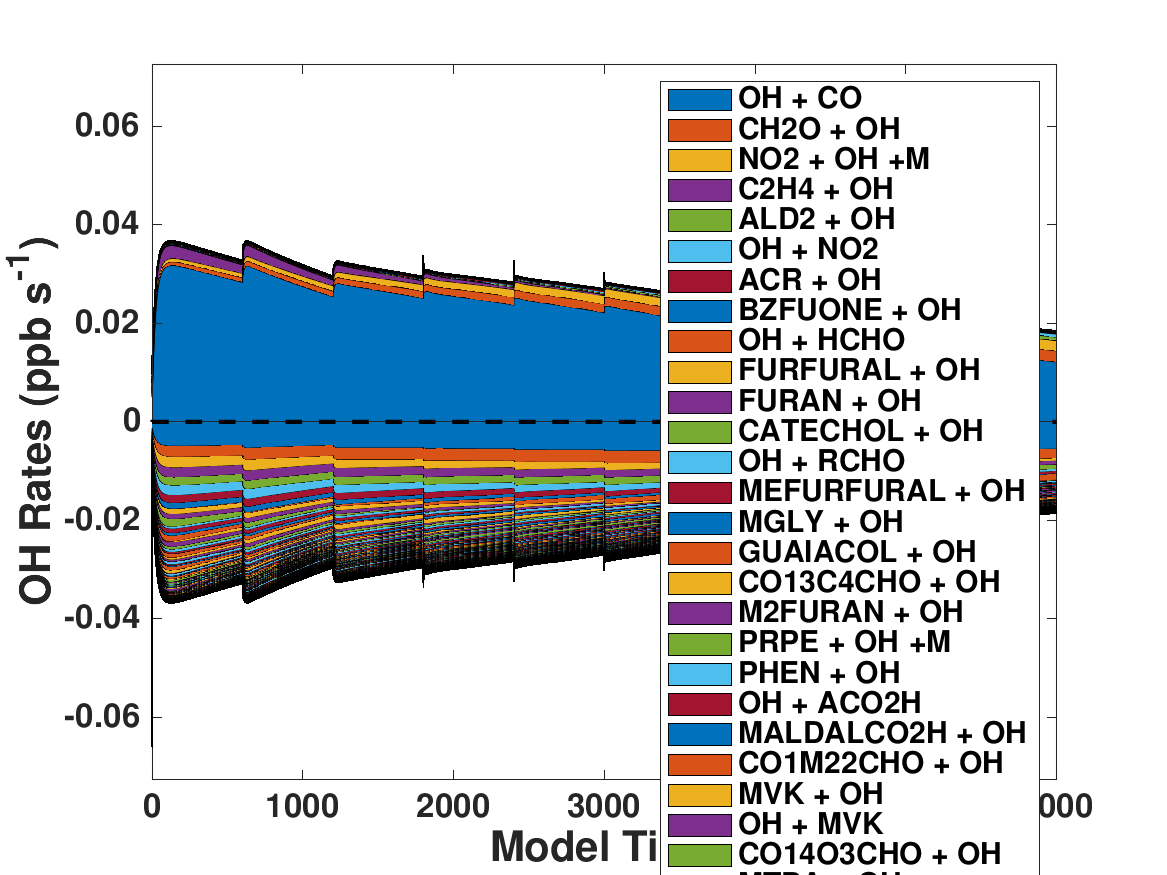 OH Rates (ppb s-1)
0.06
0.04
0.02
0
-0.02
-0.04
-0.06
0
1000
2000
3000
000
Model Ti
OH + CO
CH2O + OH
NO2 + OH +M
C2H4 + OH
ALD2 + OH
OH + NO2
ACR + OH
BZFUONE + OH
OH + HCHO
FURFURAL + OH
FURAN + OH
CATECHOL + OH
OH + RCHO
MEFURFURAL + OH
MGLY + OH
GUAIACOL + OH
CO13C4CHO + OH
M2FURAN + OH
PRPE + OH +M
PHEN + OH
OH + ACO2H
MALDALCO2H + OH
CO1M22CHO + OH
MVK + OH
OH + MVK
CO14O3CHO + OH